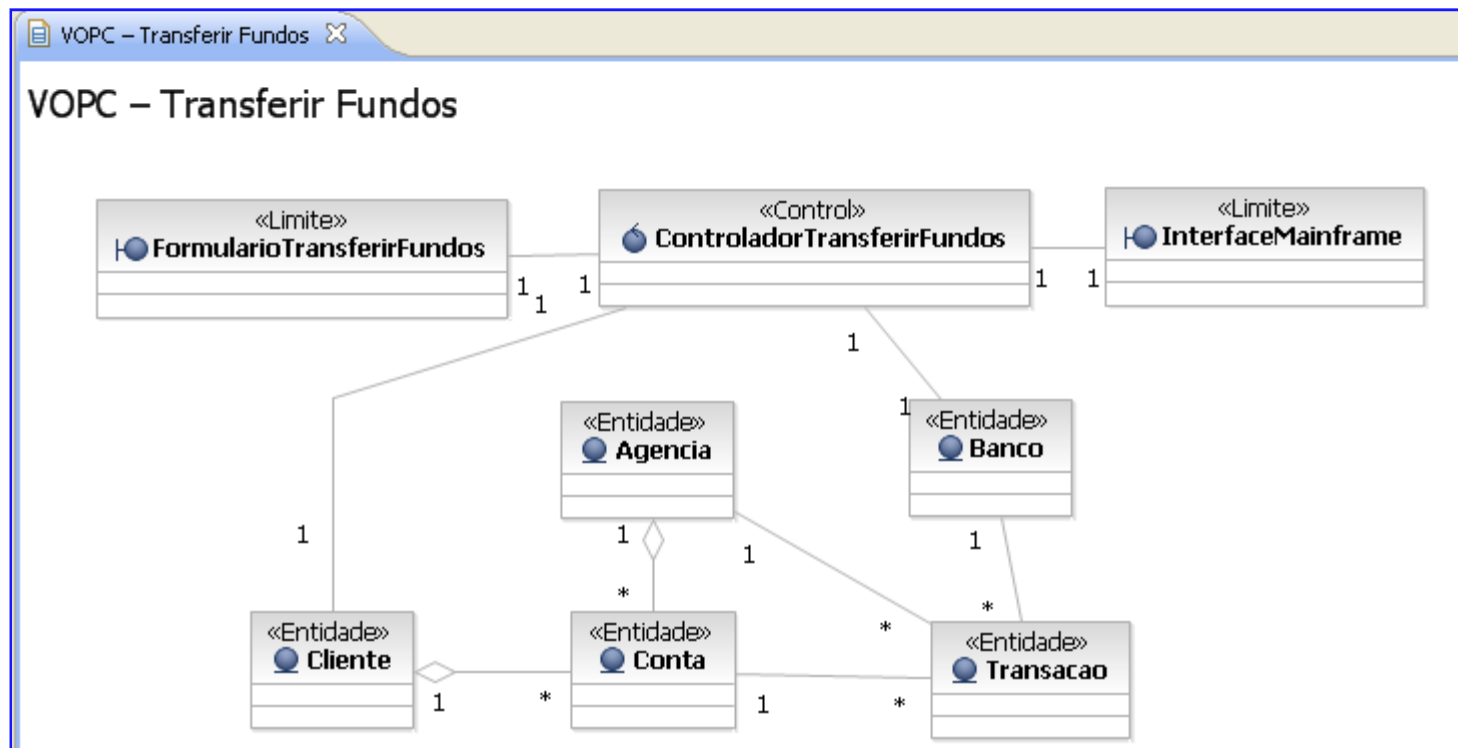 VOPC – Transferir Fundos
VOPC – Transferir Fundos
«Limite»
FormularioTransferirFundos
«Control»
ControladorTransferirFundos
«Limite»
InterfaceMainframe
1
1
1
1
1
1
1
«Entidade»
Agencia
«Entidade»
Banco
1
1
1
1
*
*
*
«Entidade»
Cliente
«Entidade»
Conta
«Entidade»
Transacao
1
*
1
*